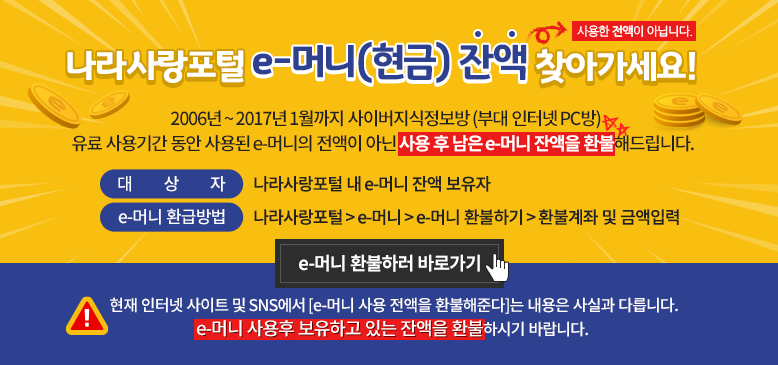 사용한 전액이 아닙니다.
나라사랑포털 e-머니(현금) 잔액 찾아가세요!
2006년 ~ 2017년 1월까지 사이버지식정보방 (부대 인터넷 PC방)
유료 사용기간 동안 사용된 e-머니의 전액이 아닌 사용 후 남은 e-머니 잔액을 환불해드립니다.
대 상 자 나라사랑포털 내 e-머니 잔액 보유자
e-머니 환급방법 나라사랑포털 > e-머니 > e-머니 환불하기 > 환불계좌 및 금액입력
e-머니 환불하러 바로가기
현재 인터넷 사이트 및 SNS에서 [e-머니 사용 전액을 환불해준다]는 내용은 사실과 다릅니다.
e-머니 사용후 보유하고 있는 잔액을 환불하시기 바랍니다.